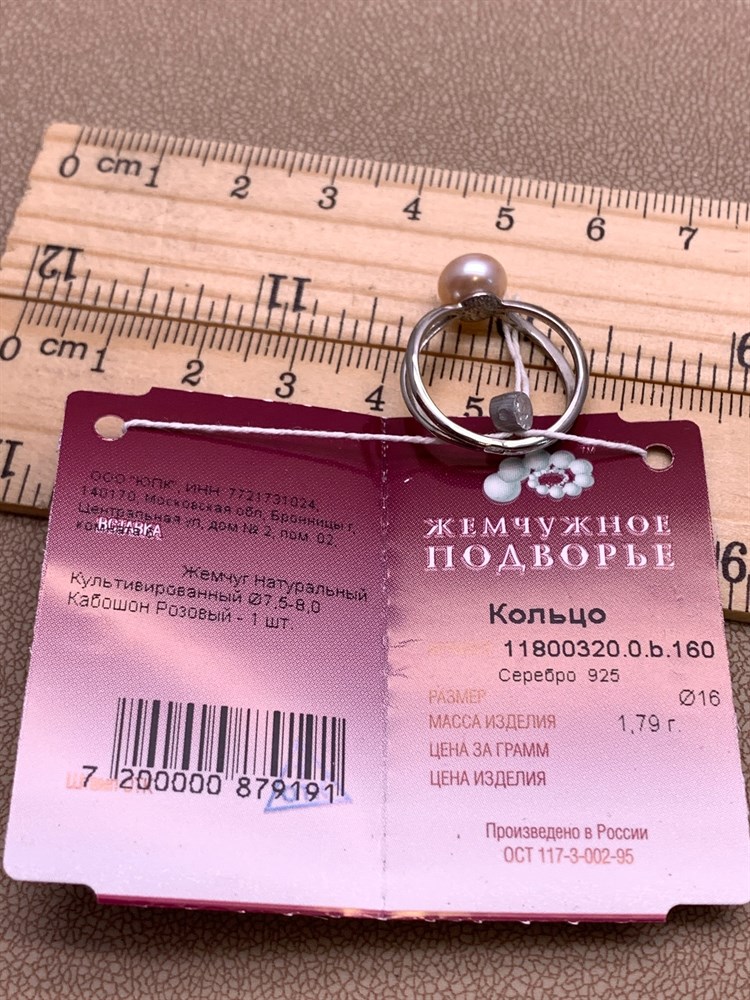 0 cm 1 2 3 4 5 6 7
12 11
0 cm 1 2 3 4 5 6
11 6
ООО "ЮПК", ИНН 7721731024,
140170, Московская обл, Бронницы г,
Центральная ул, дом № 2, пом. 02,
ВСТАВКА
Жемчуг Натуральный
Культивированный Ø7,5-8,0
Кабошон Розовый - 1 шт.
7 200000 879191
ЖЕМЧУЖНОЕ
TM
ПОДВОРЬЕ
Кольцо
11800320.0.b.160
Серебро 925
РАЗМЕР Ø16
МАССА ИЗДЕЛИЯ 1,79 г.
ЦЕНА ЗА ГРАММ
ЦЕНА ИЗДЕЛИЯ
Произведено в России
ОСТ 117-3-002-95